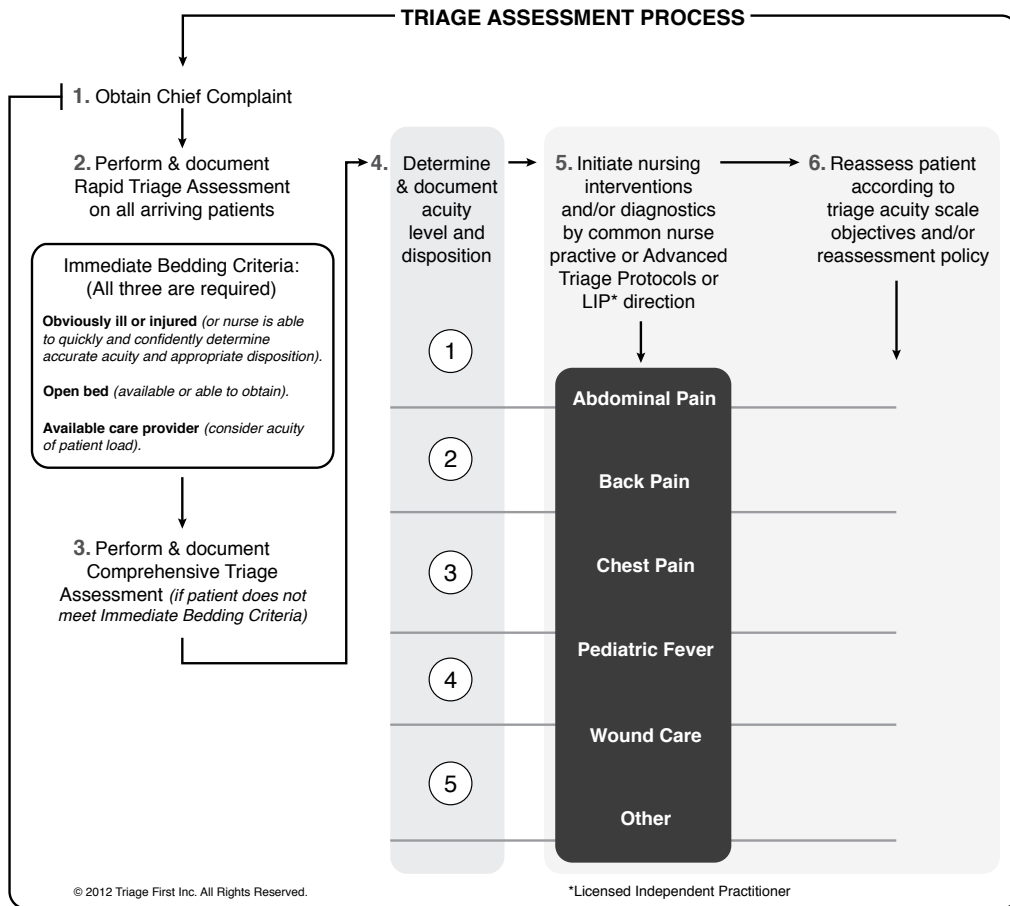 TRIAGE ASSESSMENT PROCESS
1. Obtain Chief Complaint
2. Perform & document
Rapid Triage Assessment
on all arriving patients
Immediate Bedding Criteria:
(All three are required)
Obviously ill or injured (or nurse is able
to quickly and confidently determine
accurate acuity and appropriate disposition).
Open bed (available or able to obtain).
Available care provider (consider acuity
of patient load).
3. Perform & document
Comprehensive Triage
Assessment (if patient does not
meet Immediate Bedding Criteria)
4. Determine
& document
acuity
level and
disposition
1
2
3
4
5
5. Initiate nursing
interventions
and/or diagnostics
by common nurse
practive or Advanced
Triage Protocols or
LIP* direction
Abdominal Pain
Back Pain
Chest Pain
Pediatric Fever
Wound Care
Other
6. Reassess patient
according to
triage acuity scale
objectives and/or
reassessment policy
© 2012 Triage First Inc. All Rights Reserved.
*Licensed Independent Practitioner